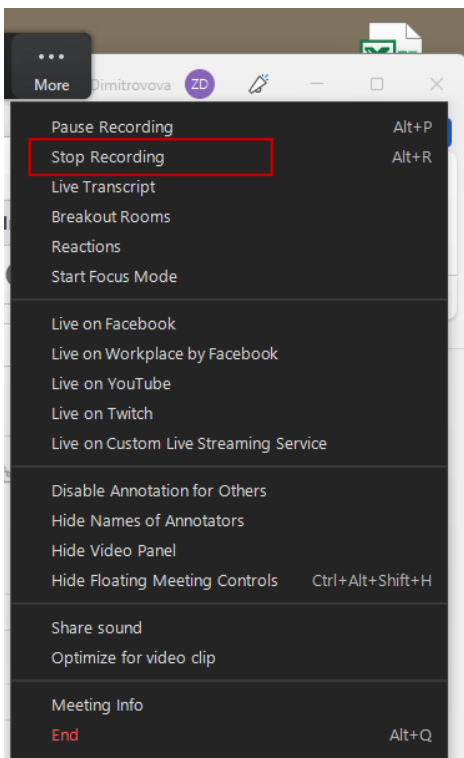 More
Dimitrovova ZD
Pause Recording Alt+P
Stop Recording Alt+R
Live Transcript
Breakout Rooms
Reactions
Start Focus Mode
Live on Facebook
Live on Workplace by Facebook
Live on YouTube
Live on Twitch
Live on Custom Live Streaming Service
Disable Annotation for Others
Hide Names of Annotators
Hide Video Panel
Hide Floating Meeting Controls Ctrl+Alt+Shift+H
Share sound
Optimize for video clip
Meeting Info
End Alt+Q